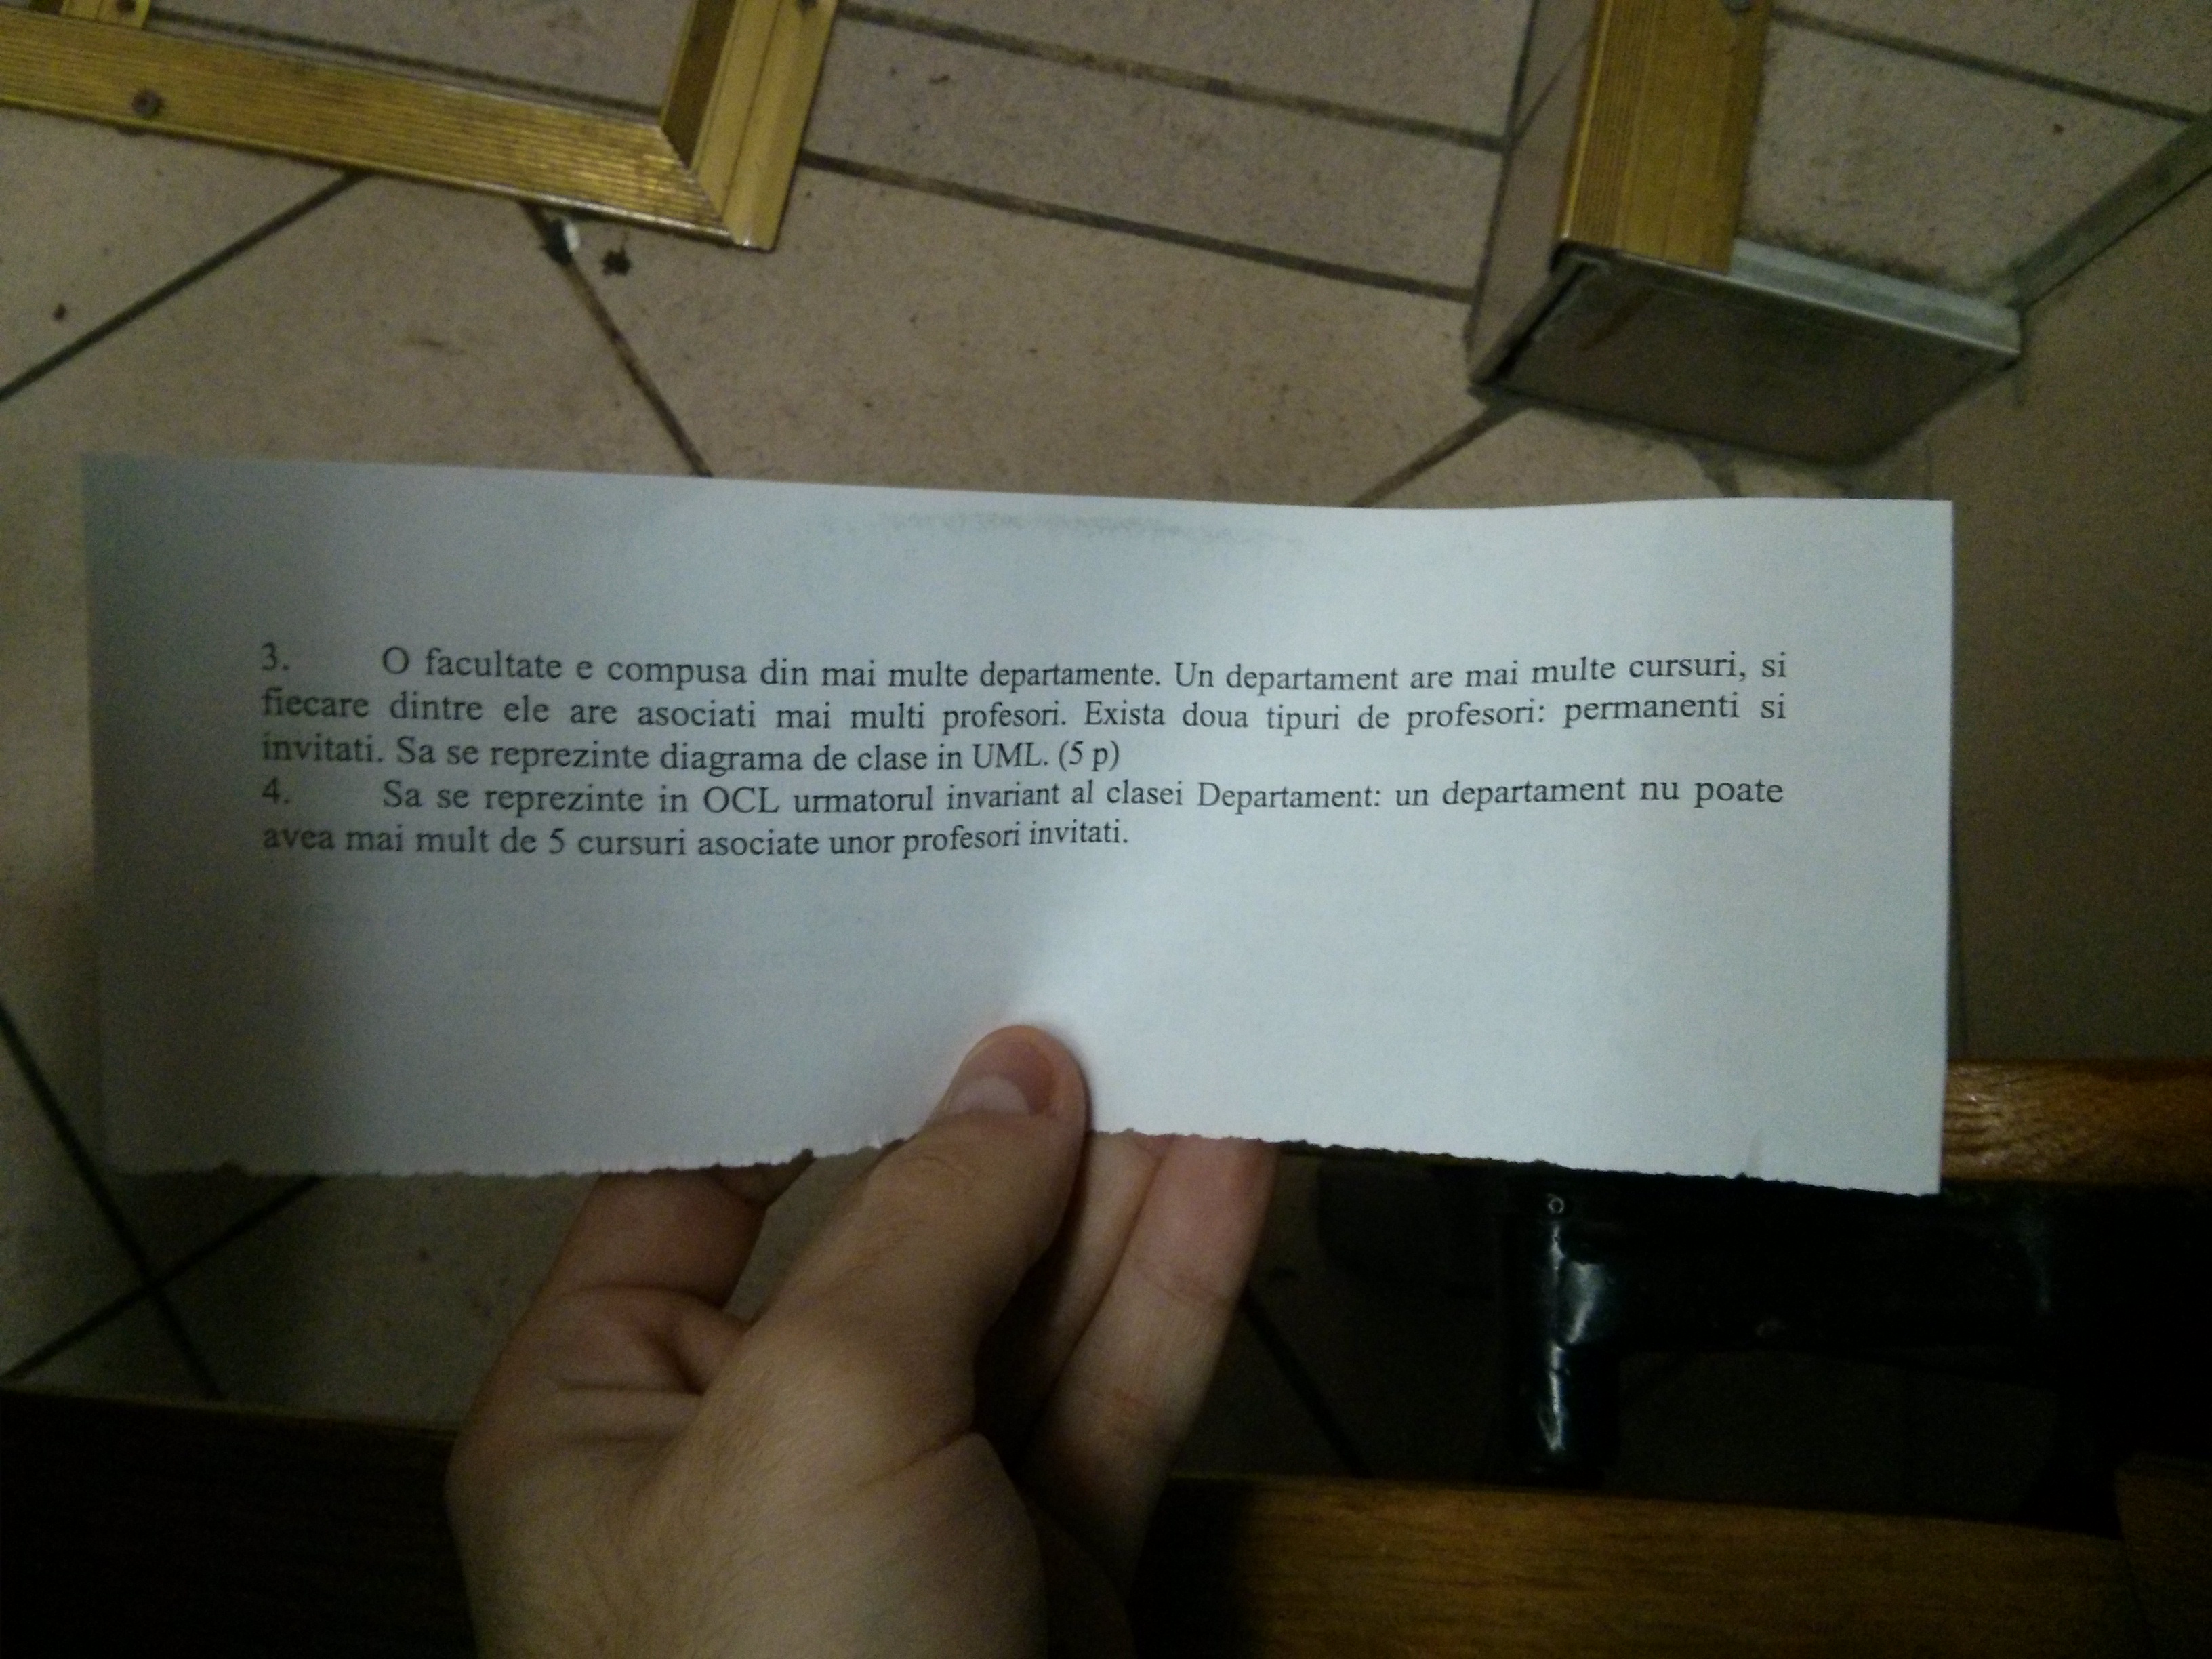 3. O facultate e compusa din mai multe departamente. Un departament are mai multe cursuri, si
fiecare dintre ele are asociati mai multi profesori. Exista doua tipuri de profesori: permanenti si
invitati. Sa se reprezinte diagrama de clase in UML. (5 p)
4. Sa se reprezinte in OCL urmatorul invariant al clasei Departament: un departament nu poate
avea mai mult de 5 cursuri asociate unor profesori invitati.